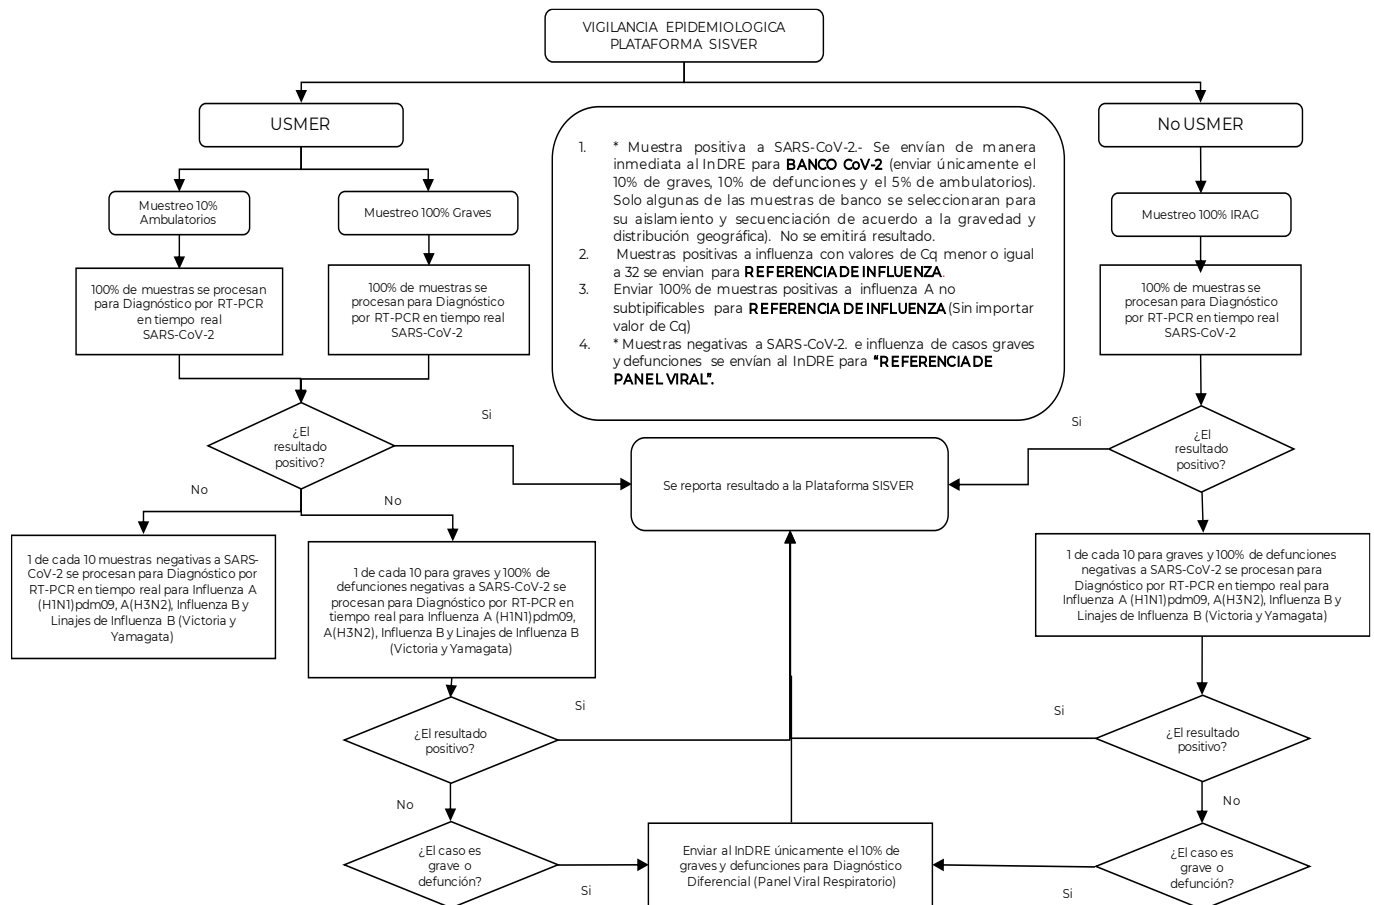 VIGILANCIA EPIDEMIOLOGICA
PLATAFORMA SISVER
USMER
No USMER
Muestreo 10%
Ambulatorios
Muestreo 100% Graves
Muestreo 100% IRAG
1. * Muestra positiva a SARS-CoV-2.- Se envían de manera
inmediata al InDRE para BANCO CoV-2 (enviar únicamente el
10% de graves, 10% de defunciones y el 5% de ambulatorios).
Solo algunas de las muestras de banco se seleccionaran para
su aislamiento y secuenciación de acuerdo a la gravedad y
distribución geográfica). No se emitirá resultado.
2. Muestras positivas a influenza con valores de Cq menor o igual
a 32 se envian para REFERENCIA DE INFLUENZA.
3. Enviar 100% de muestras positivas a influenza A no
subtipificables para REFERENCIA DE INFLUENZA (Sin importar
valor de Cq)
4. * Muestras negativas a SARS-CoV-2. e influenza de casos graves
y defunciones se envían al InDRE para “REFERENCIA DE
PANEL VIRAL”.
100% de muestras se procesan
para Diagnóstico por RT-PCR
en tiempo real
SARS-CoV-2
100% de muestras se
procesan para Diagnóstico
por RT-PCR en tiempo real
SARS-CoV-2
100% de muestras se
procesan para Diagnóstico
por RT-PCR en tiempo real
SARS-CoV-2
¿El
resultado
positivo?
Si
Si
¿El
resultado
positivo?
Se reporta resultado a la Plataforma SISVER
No
No
1 de cada 10 muestras negativas a SARS-
CoV-2 se procesan para Diagnóstico por
RT-PCR en tiempo real para Influenza A
(H1N1)pdm09, A(H3N2), Influenza B y
Linajes de Influenza B (Victoria y
Yamagata)
1 de cada 10 para graves y 100% de
defunciones negativas a SARS-CoV-2 se
procesan para Diagnóstico por RT-PCR en
tiempo real para Influenza A (H1N1)pdm09,
A(H3N2), Influenza B y Linajes de Influenza B
(Victoria y Yamagata)
1 de cada 10 para graves y 100% de defunciones
negativas a SARS-CoV-2 se procesan para
Diagnóstico por RT-PCR en tiempo real para
Influenza A (H1N1)pdm09, A(H3N2), Influenza B y
Linajes de Influenza B (Victoria y Yamagata)
¿El resultado
positivo?
Si
Si
¿El resultado
positivo?
No
No
¿El caso es
grave o
defunción?
Si
Enviar al InDRE únicamente el 10% de
graves y defunciones para Diagnóstico
Diferencial (Panel Viral Respiratorio)
Si
¿El caso es
grave o
defunción?